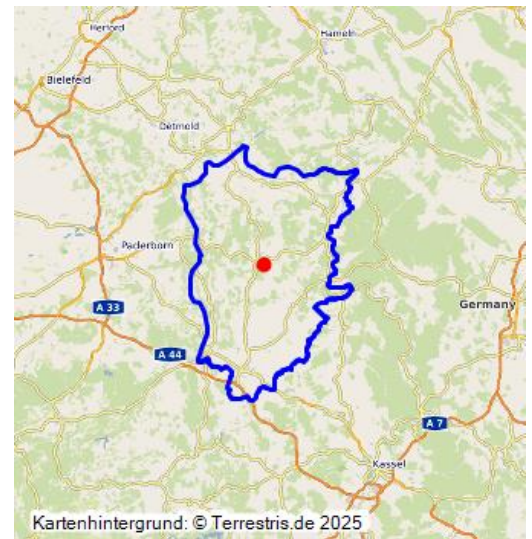 Herford
Hameln
Bielefeld
Detmold
Paderborn
A 33
Germany
A 44
A 7
Kassel
Kartenhintergrund: © Terrestris.de 2025